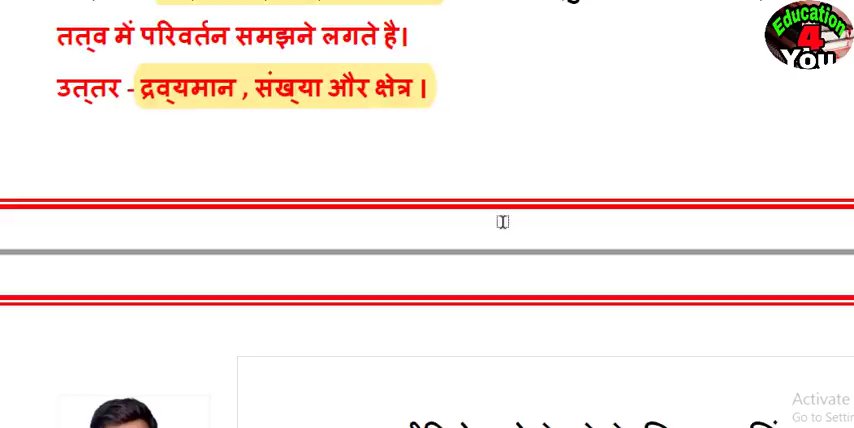 तत्व में परिवर्तन समझने लगते है।
उत्तर - द्रव्यमान , संख्या और क्षेत्र ।
Education
4
You
Activate
Go to Settin